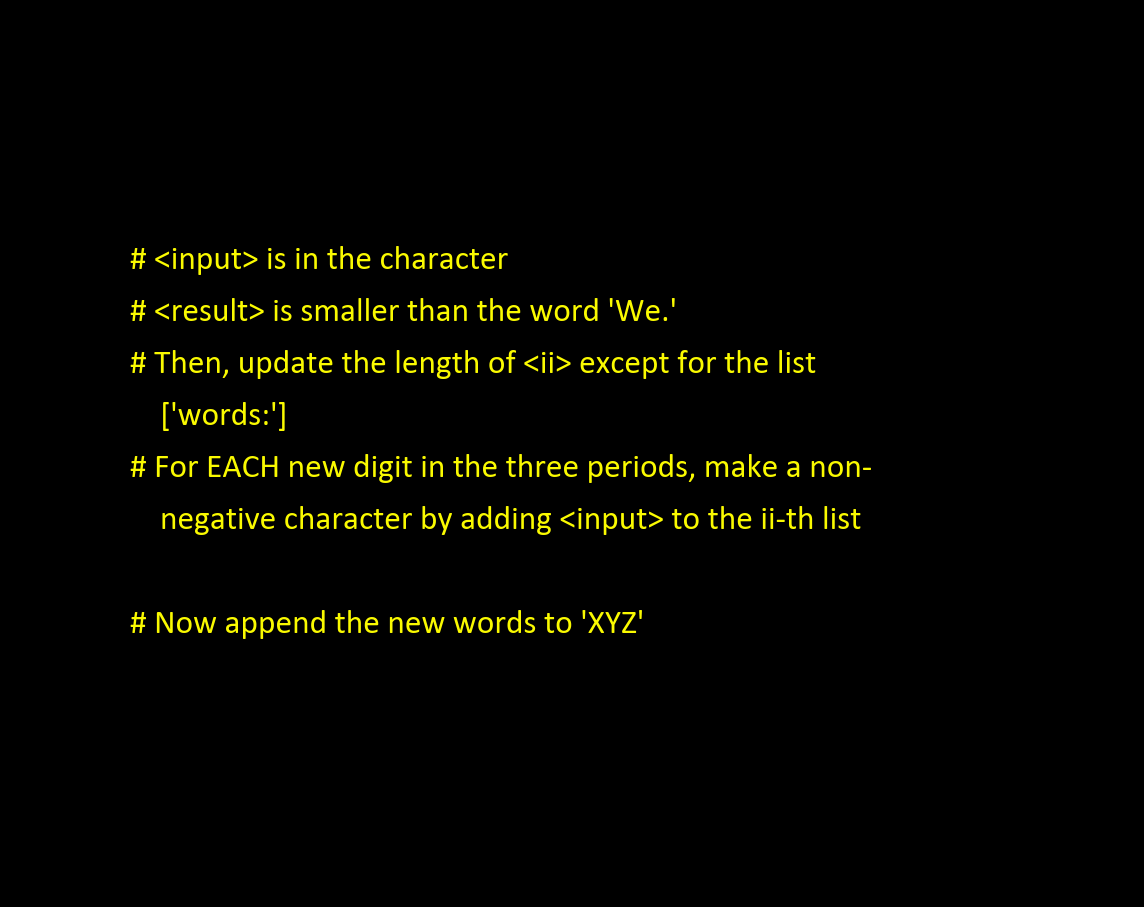 # <input> is in the character
# <result> is smaller than the word 'We.'
# Then, update the length of <ii> except for the list
['words:']
# For EACH new digit in the three periods, make a non-
negative character by adding <input> to the ii-th list
# Now append the new words to 'XYZ'